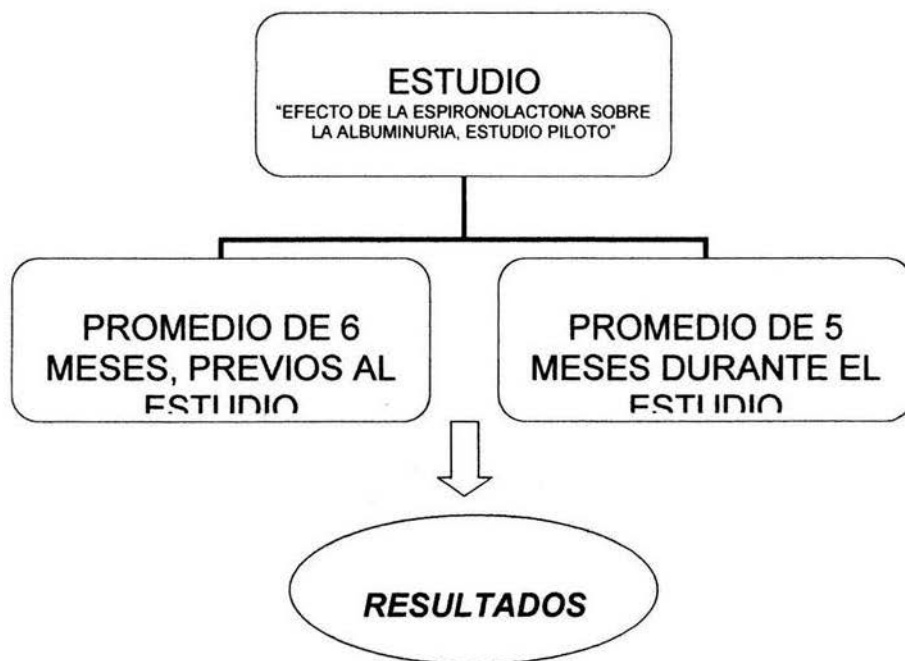 ESTUDIO
"EFECTO DE LA ESPIRONOLACTONA SOBRE
LA ALBUMINURIA, ESTUDIO PILOTO"
PROMEDIO DE 6
MESES, PREVIOS AL
ESTUDIO
PROMEDIO DE 5
MESES DURANTE EL
ESTUDIO
RESULTADOS